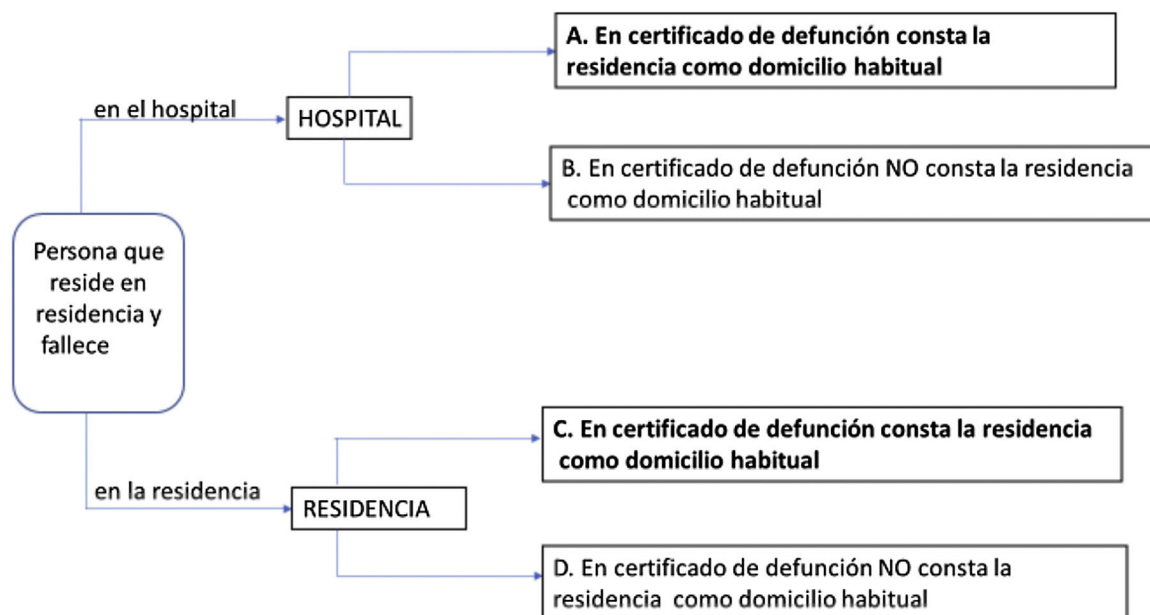 A. En certificado de defunción consta la
residencia como domicilio habitual
en el hospital
HOSPITAL
B. En certificado de defunción NO consta la residencia
como domicilio habitual
Persona que
reside en
residencia y
fallece
C. En certificado de defunción consta la residencia
como domicilio habitual
en la residencia
RESIDENCIA
D. En certificado de defunción NO consta la
residencia como domicilio habitual